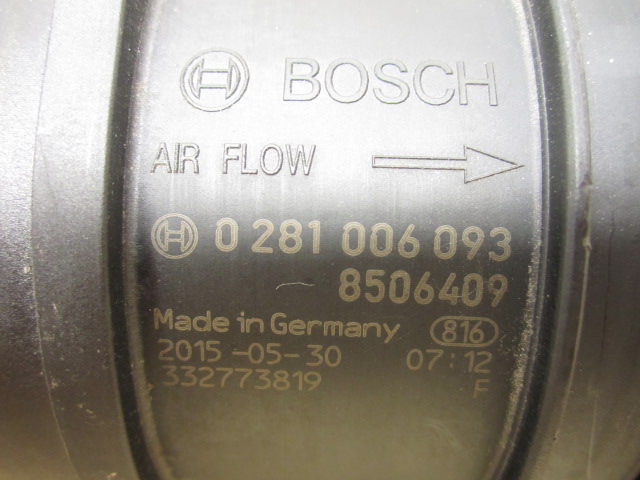 BOSCH
AIR FLOW
0 281 006 093
8506409
Made in Germany 816
2015-05-30 07:12
332773819 F